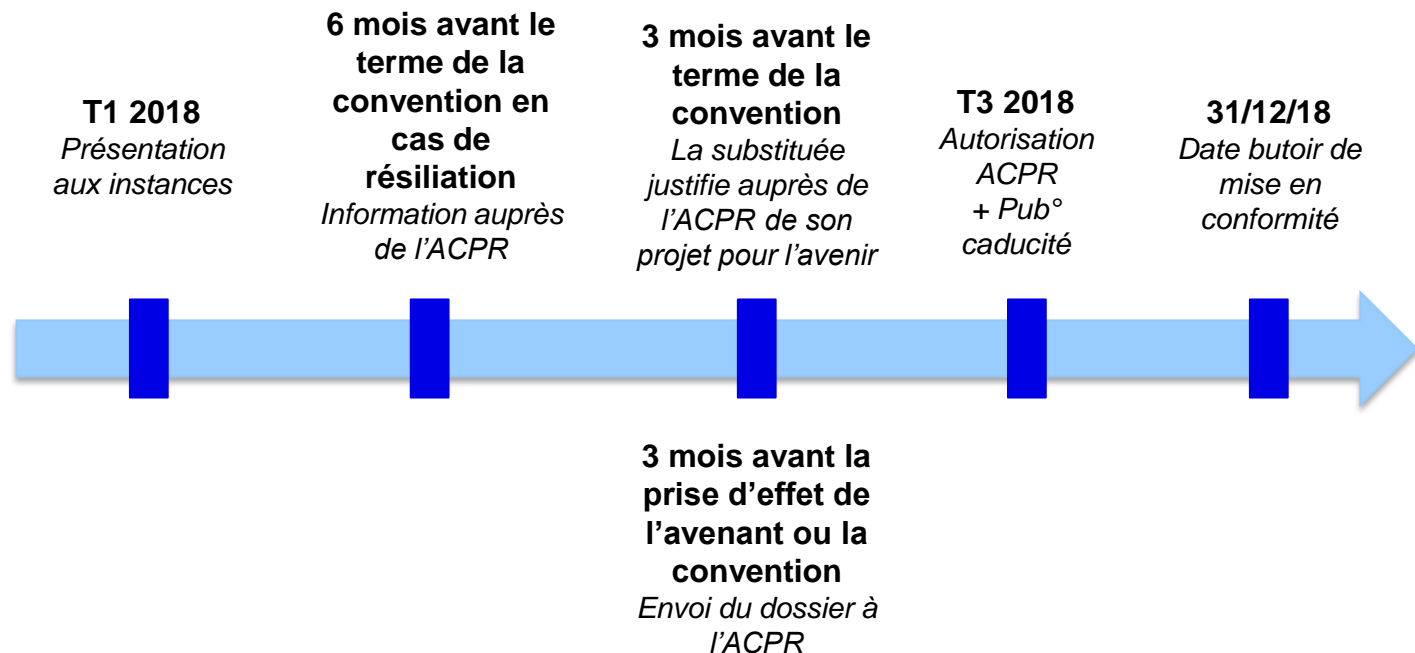 T1 2018
Présentation
aux instances
6 mois avant le
terme de la
convention en
cas de
résiliation
Information auprès
de l’ACPR
3 mois avant le
terme de la
convention
La substituée
justifie auprès de
l’ACPR de son
projet pour l’avenir
T3 2018
Autorisation
ACPR
+ Pub°
caducité
31/12/18
Date butoir de
mise en
conformité
3 mois avant la
prise d’effet de
l’avenant ou la
convention
Envoi du dossier à
l’ACPR